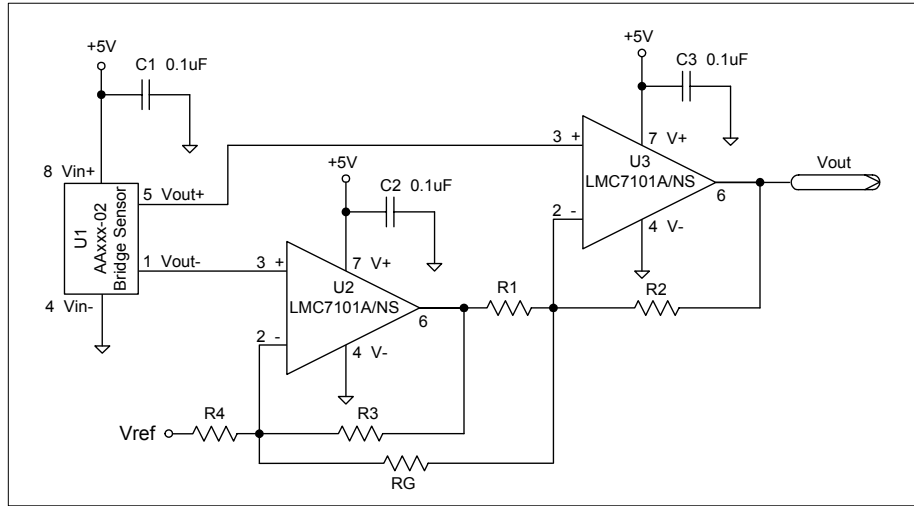 +5V
C1 0.1uF
+5V
C3 0.1uF
3 +
7 V+
U3
LMC7101A/NS
Vout
6
2 -
4 V-
8 Vin+
5 Vout+
U1
AAxxx-02
Bridge Sensor
1 Vout-
4 Vin-
+5V
C2 0.1uF
3 +
7 V+
U2
LMC7101A/NS
6
2 -
4 V-
R1
R2
Vref
R4
R3
RG